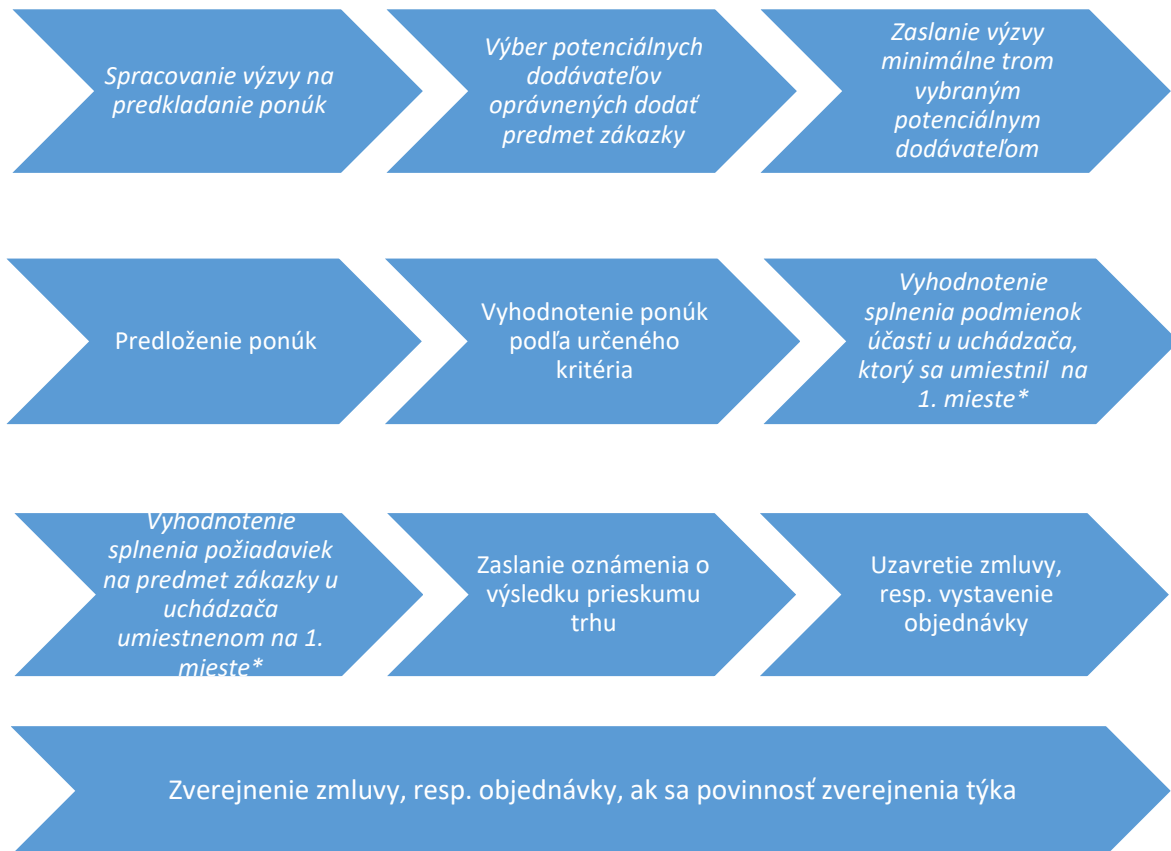 Spracovanie výzvy na
predkladanie ponúk
Výber potenciálnych
dodávateľov
oprávnených dodať
predmet zákazky
Zaslanie výzvy
minimálne trom
vybraným
potenciálnym
dodávateľom
Predloženie ponúk
Vyhodnotenie ponúk
podľa určeného
kritéria
Vyhodnotenie
splnenia podmienok
účasti u uchádzača,
ktorý sa umiestnil na
1. mieste*
Vyhodnotenie
splnenia požiadaviek
na predmet zákazky u
uchádzača
umiestnenom na 1.
mieste*
Zaslanie oznámenia o
výsledku prieskumu
trhu
Uzavretie zmluvy,
resp. vystavenie
objednávky
Zverejnenie zmluvy, resp. objednávky, ak sa povinnosť zverejnenia týka